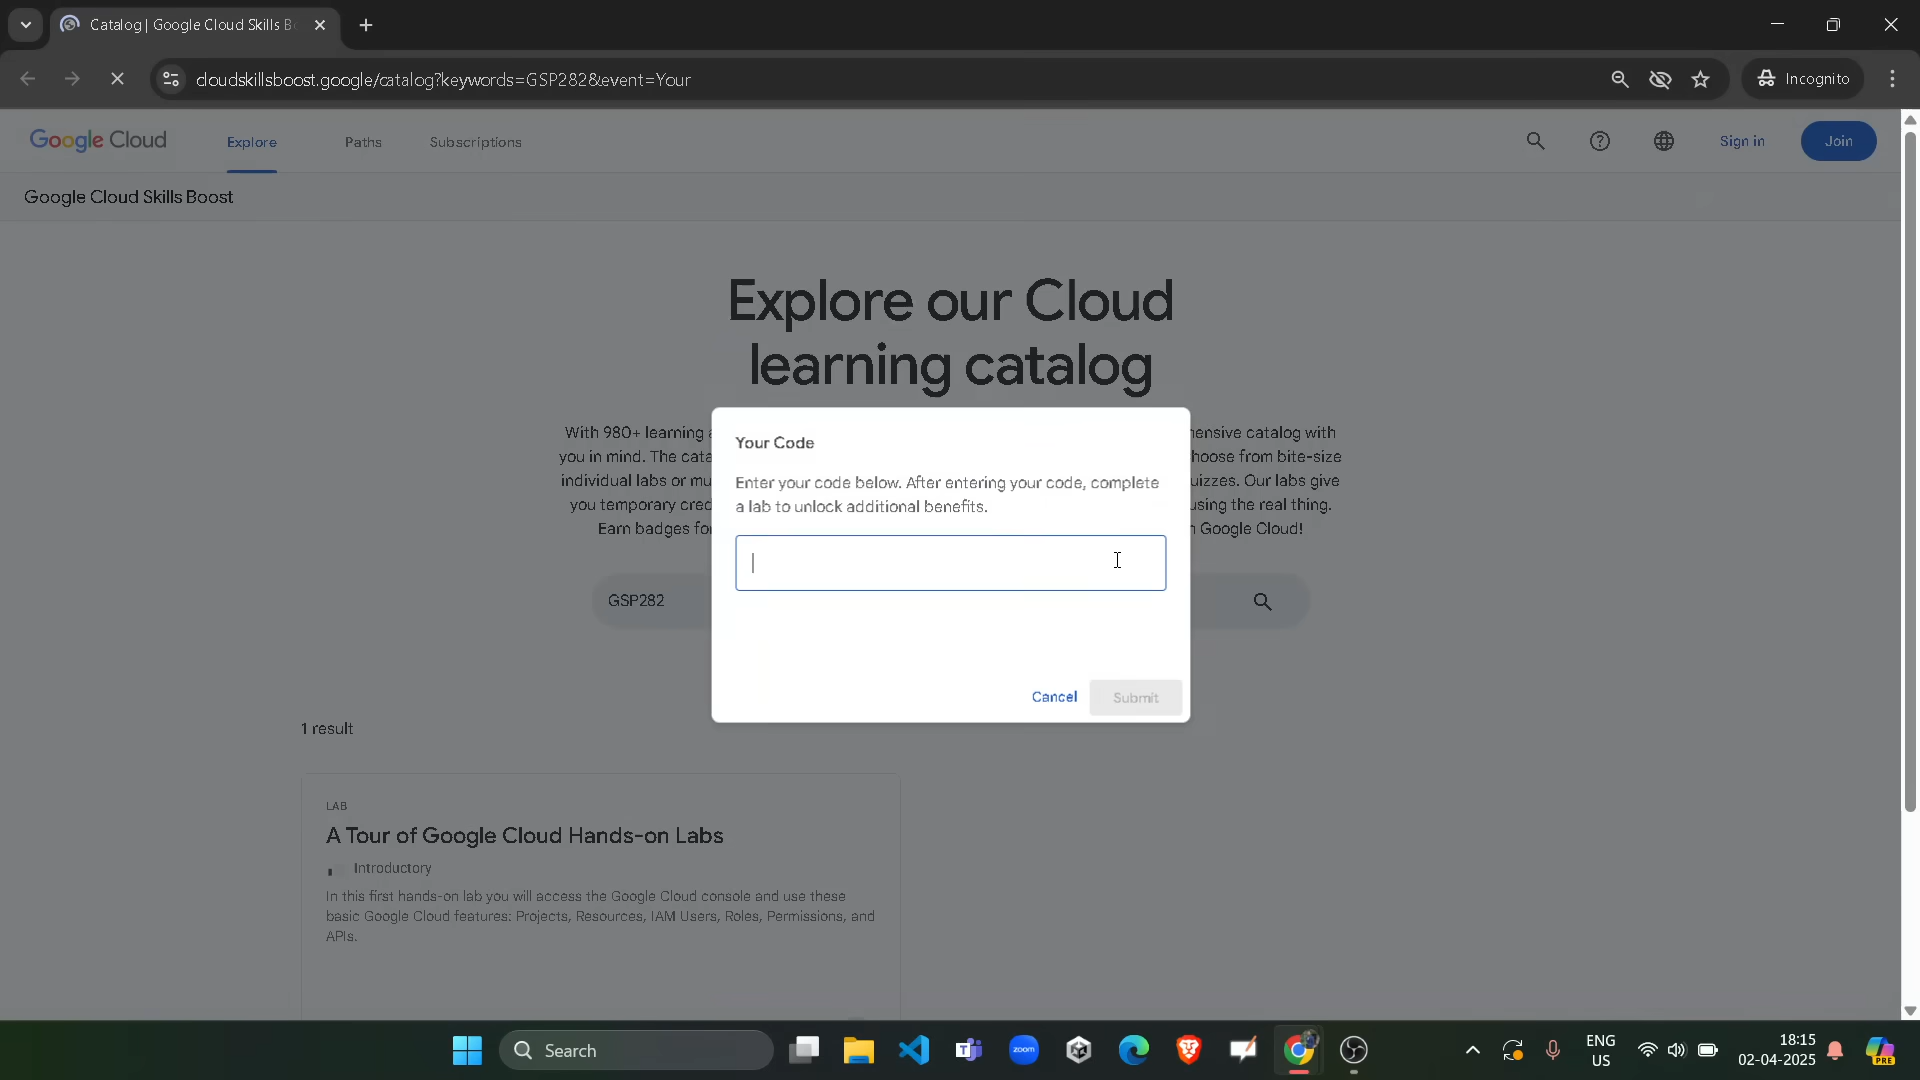 Catalog | Google Cloud Skills B
cloudskillsboost.google/catalog?keywords=GSP282&event=Your
Incognito
Google Cloud
Explore
Paths
Subscriptions
Sign in
Join
Google Cloud Skills Boost
Explore our Cloud
learning catalog
With 980+ learning
hensive catalog with
you in mind. The cata
hoose from bite-size
individual labs or mu
uizzes. Our labs give
you temporary cred
using the real thing.
Earn badges fo
n Google Cloud!
Your Code
Enter your code below. After entering your code, complete
a lab to unlock additional benefits.
GSP282
Cancel
Submit
1 result
LAB
A Tour of Google Cloud Hands-on Labs
Introductory
In this first hands-on lab you will access the Google Cloud console and use these
basic Google Cloud features: Projects, Resources, IAM Users, Roles, Permissions, and
APIs.
Search
zoom
ENG
US
18:15
02-04-2025
PRE